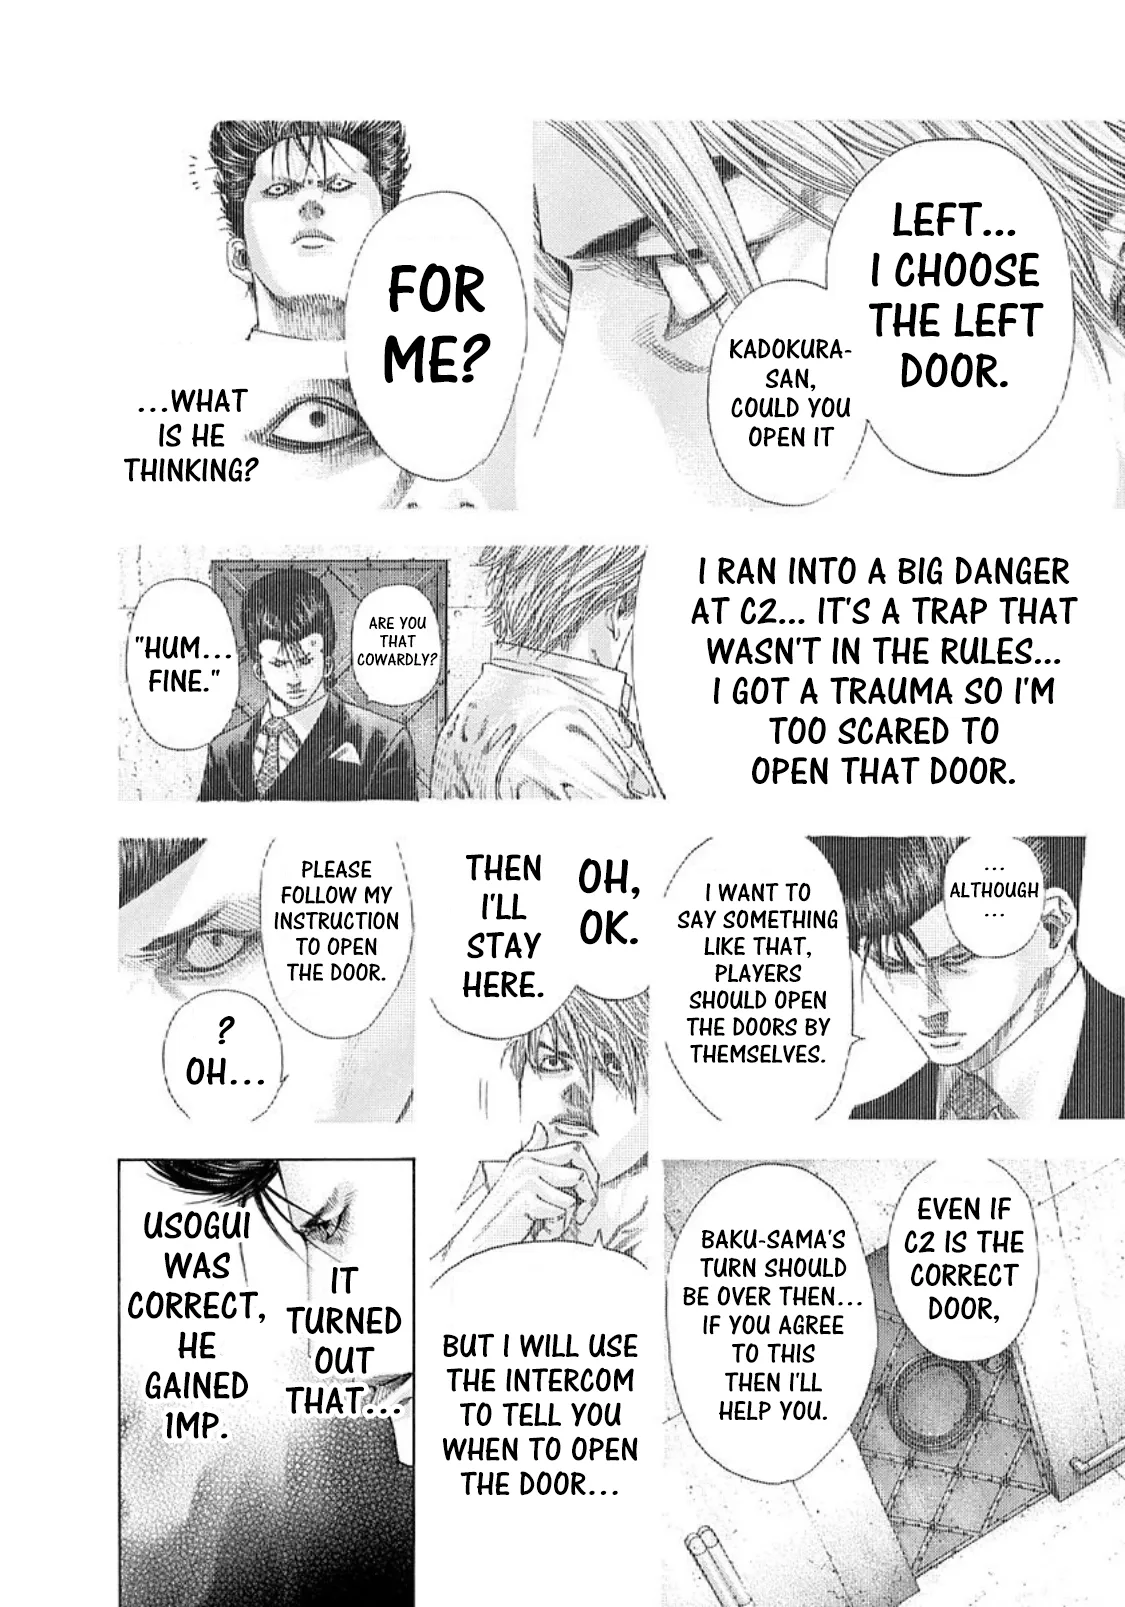 LEFT...
I CHOOSE
THE LEFT
DOOR.
KADOKURA-
SAN,
COULD YOU
OPEN IT
FOR
ME?
...WHAT
IS HE
THINKING?
I RAN INTO A BIG DANGER
AT C2... IT'S A TRAP THAT
WASN'T IN THE RULES...
I GOT A TRAUMA SO I'M
TOO SCARED TO
OPEN THAT DOOR.
ARE YOU
THAT
COWARDLY?
"HUM...
FINE."
...
ALTHOUGH
...
I WANT TO
SAY SOMETHING
LIKE THAT,
PLAYERS
SHOULD OPEN
THE DOORS BY
THEMSELVES.
OH,
OK.
THEN
I'LL
STAY
HERE.
PLEASE
FOLLOW MY
INSTRUCTION
TO OPEN
THE DOOR.
?
OH...
EVEN IF
C2 IS THE
CORRECT
DOOR,
BAKU-SAMA'S
TURN SHOULD
BE OVER THEN...
IF YOU AGREE
TO THIS
THEN I'LL
HELP YOU.
BUT I WILL USE
THE INTERCOM
TO TELL YOU
WHEN TO OPEN
THE DOOR...
IT
TURNED
OUT
THAT...
USOGUI
WAS
CORRECT,
HE
GAINED
1MP.